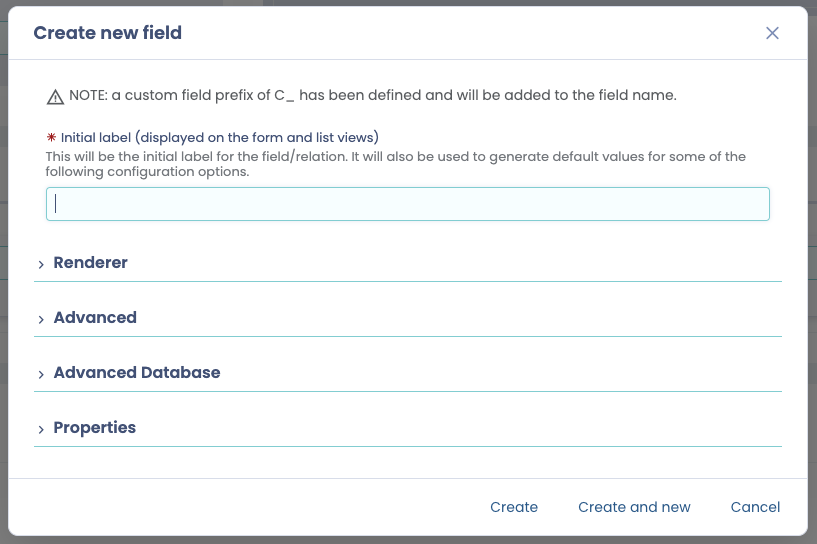 Create new field
NOTE: a custom field prefix of C_ has been defined and will be added to the field name.
* Initial label (displayed on the form and list views)
This will be the initial label for the field/relation. It will also be used to generate default values for some of the
following configuration options.
Renderer
Advanced
Advanced Database
Properties
Create Create and new Cancel